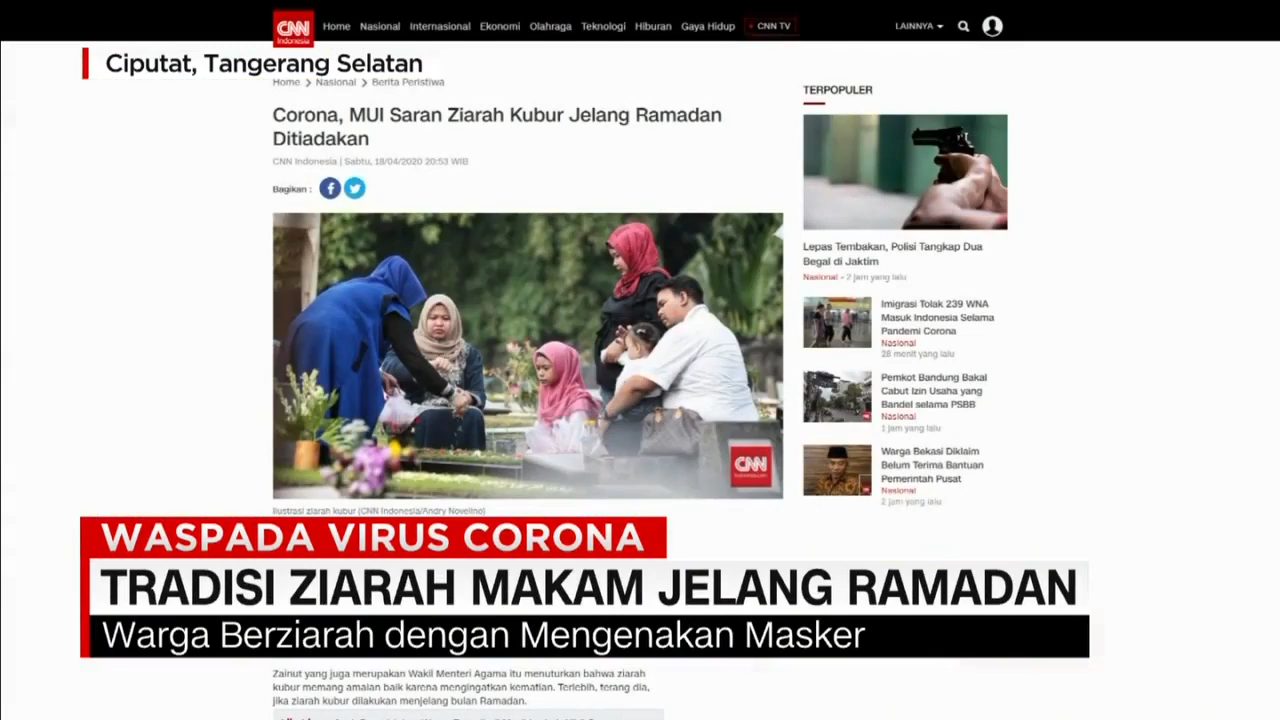 CNN
Indonesia
Home Nasional Internasional Ekonomi Olahraga Teknologi Hiburan Gaya Hidup CNN TV LAINNYA
Ciputat, Tangerang Selatan
Home > Nasional > Berita Peristiwa
Corona, MUI Saran Ziarah Kubur Jelang Ramadan
Ditiadakan
CNN Indonesia | Sabtu, 18/04/2020 20:53 WIB
Bagikan :
CNN
Ilustrasi ziarah kubur (CNN Indonesia/Andry Novelino)
TERPOPULER
Lepas Tembakan, Polisi Tangkap Dua
Begal di Jaktim
Nasional - 2 jam yang lalu
Imigrasi Tolak 239 WNA
Masuk Indonesia Selama
Pandemi Corona
Nasional
28 menit yang lalu
Pemkot Bandung Bakal
Cabut Izin Usaha yang
Bandel selama PSBB
Nasional
1 jam yang lalu
Warga Bekasi Diklaim
Belum Terima Bantuan
Pemerintah Pusat
Nasional
2 jam yang lalu
WASPADA VIRUS CORONA
TRADISI ZIARAH MAKAM JELANG RAMADAN
Warga Berziarah dengan Mengenakan Masker
Zainut yang juga merupakan Wakil Menteri Agama itu menuturkan bahwa ziarah
kubur memang amalan baik karena mengingatkan kematian. Terlebih, terang dia,
jika ziarah kubur dilakukan menjelang bulan Ramadan.